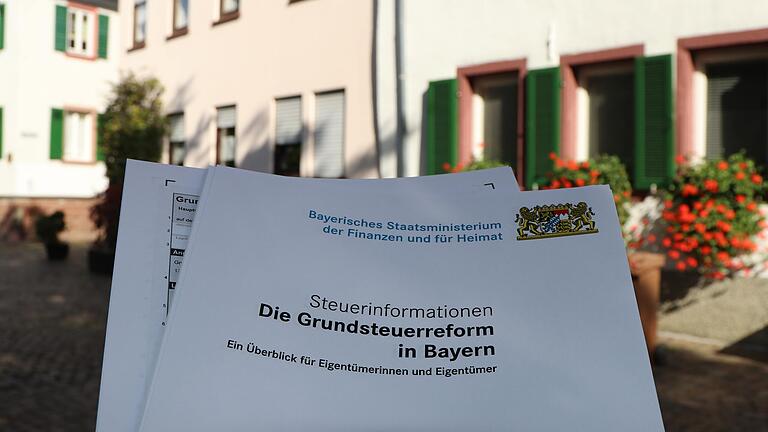 Bayerisches Staatsministerium
der Finanzen und für Heimat
Steuerinformationen
Die Grundsteuerreform
in Bayern
Ein Überblick für Eigentümerinnen und Eigentümer